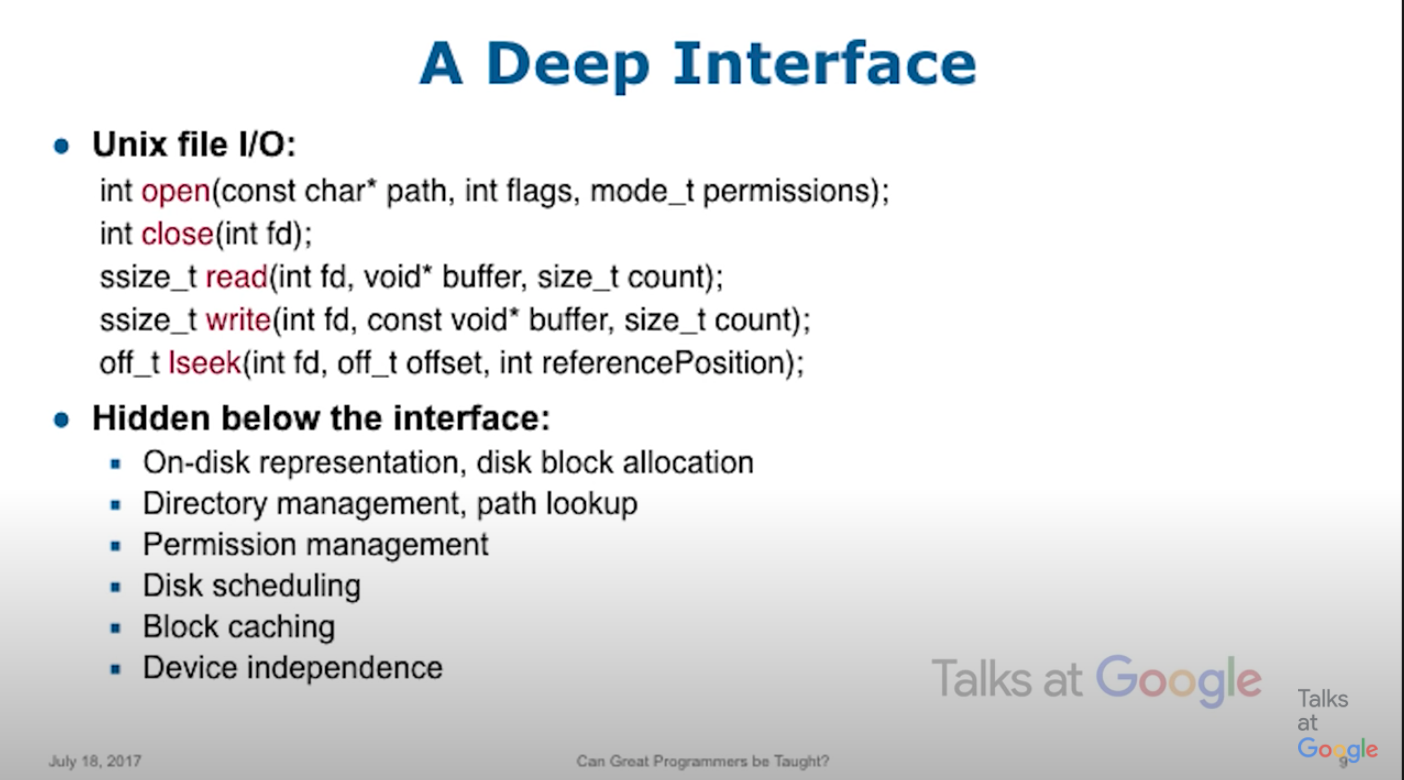 A Deep Interface
● Unix file I/O:
int open(const char* path, int flags, mode_t permissions);
int close(int fd);
ssize_t read(int fd, void* buffer, size_t count);
ssize_t write(int fd, const void* buffer, size_t count);
off_t lseek(int fd, off_t offset, int referencePosition);
● Hidden below the interface:
▪ On-disk representation, disk block allocation
▪ Directory management, path lookup
▪ Permission management
▪ Disk scheduling
▪ Block caching
▪ Device independence
Talks at Google
Talks
at
Google
July 18, 2017
Can Great Programmers be Taught?
9